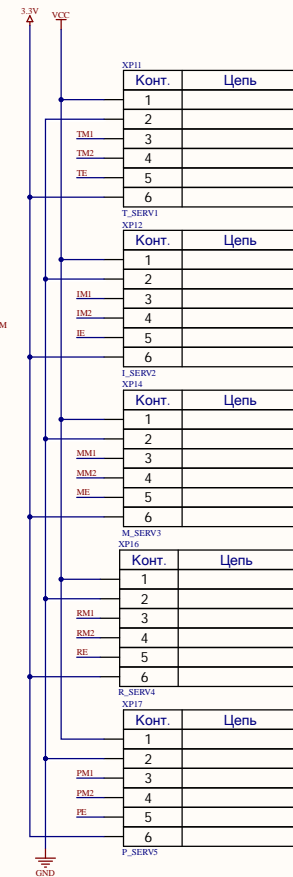 3.3V VCC
XP11
Конт. Цепь
1
2
TM1 3
TM2 4
TE 5
6
T_SERV1
XP12
Конт. Цепь
1
2
IM1 3
M
IM2 4
IE 5
6
I_SERV2
XP14
Конт. Цепь
1
2
MM1 3
MM2 4
ME 5
6
M_SERV3
XP16
Конт. Цепь
1
2
RM1 3
RM2 4
RE 5
6
R_SERV4
XP17
Конт. Цепь
1
2
PM1 3
PM2 4
PE 5
6
P_SERV5
GND